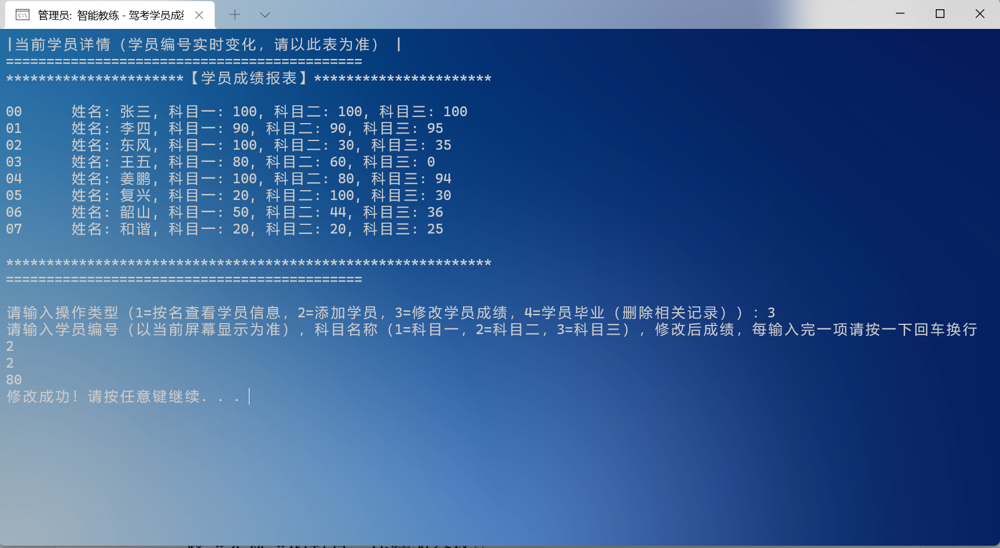 管理员: 智能教练 - 驾考学员成
|当前学员详情（学员编号实时变化，请以此表为准） |
============================================
**********************【学员成绩报表】**********************
00 姓名: 张三, 科目一: 100, 科目二: 100, 科目三: 100
01 姓名: 李四, 科目一: 90, 科目二: 90, 科目三: 95
02 姓名: 东风, 科目一: 100, 科目二: 30, 科目三: 35
03 姓名: 王五, 科目一: 80, 科目二: 60, 科目三: 0
04 姓名: 姜鹏, 科目一: 100, 科目二: 80, 科目三: 94
05 姓名: 复兴, 科目一: 20, 科目二: 100, 科目三: 30
06 姓名: 韶山, 科目一: 50, 科目二: 44, 科目三: 36
07 姓名: 和谐, 科目一: 20, 科目二: 20, 科目三: 25
************************************************************
============================================
请输入操作类型（1=按名查看学员信息，2=添加学员，3=修改学员成绩，4=学员毕业（删除相关记录））：3
请输入学员编号（以当前屏幕显示为准）, 科目名称（1=科目一，2=科目二，3=科目三）, 修改后成绩，每输入完一项请按一下回车换行
2
2
80
修改成功！请按任意键继续. . .